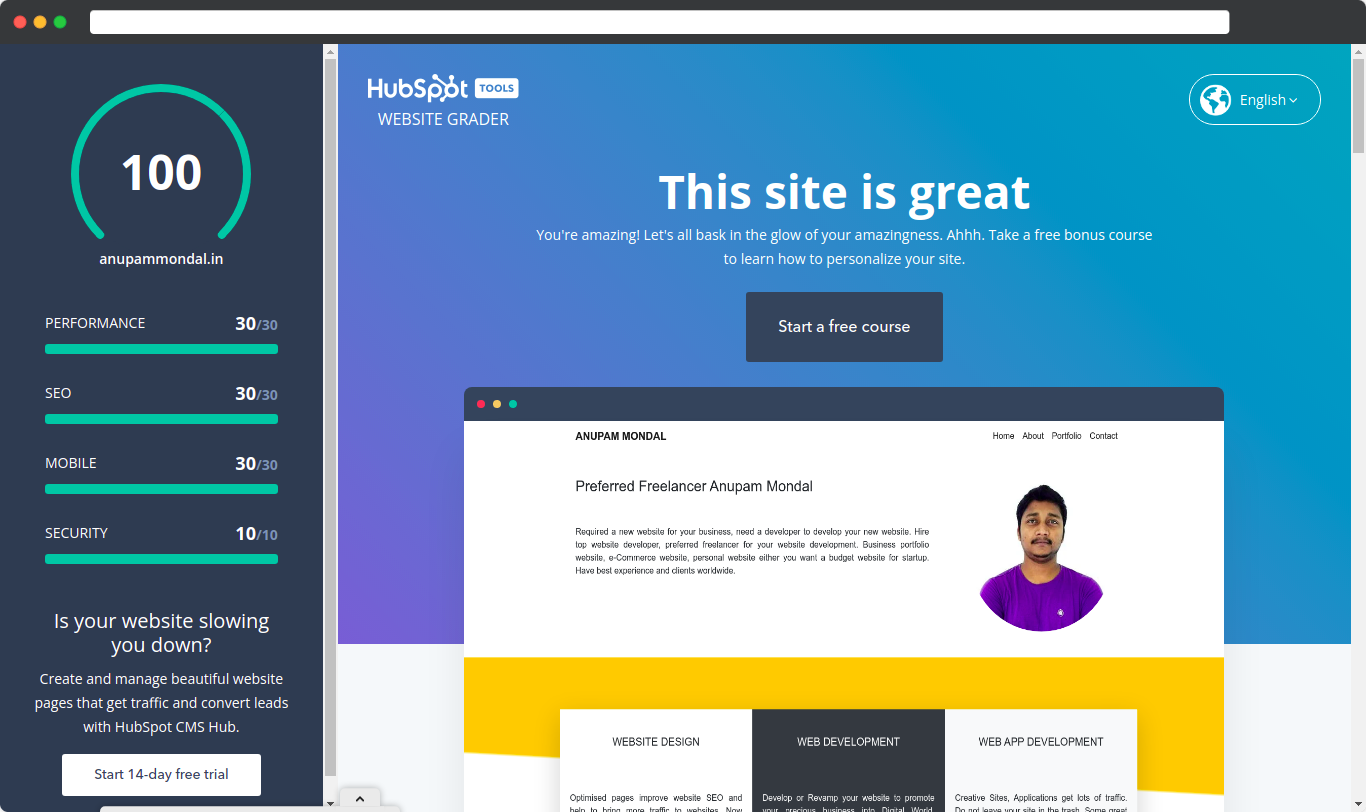 100
anupammondal.in
PERFORMANCE 30/30
SEO 30/30
MOBILE 30/30
SECURITY 10/10
Is your website slowing
you down?
Create and manage beautiful website
pages that get traffic and convert leads
with HubSpot CMS Hub.
Start 14-day free trial
HubSpot TOOLS
WEBSITE GRADER
English
This site is great
You're amazing! Let's all bask in the glow of your amazingness. Ahhh. Take a free bonus course
to learn how to personalize your site.
Start a free course
ANUPAM MONDAL
Home About Portfolio Contact
Preferred Freelancer Anupam Mondal
Required a new website for your business, need a developer to develop your new website. Hire
top website developer, preferred freelancer for your website development. Business portfolio
website, e-Commerce website, personal website either you want a budget website for startup.
Have best experience and clients worldwide.
WEBSITE DESIGN
Optimised pages improve website SEO and
help to bring more traffic to websites. Now
WEB DEVELOPMENT
Develop or Revamp your website to promote
your precious business into Digital World.
WEB APP DEVELOPMENT
Creative Sites, Applications get lots of traffic.
Do not leave your site in the trash. Some great